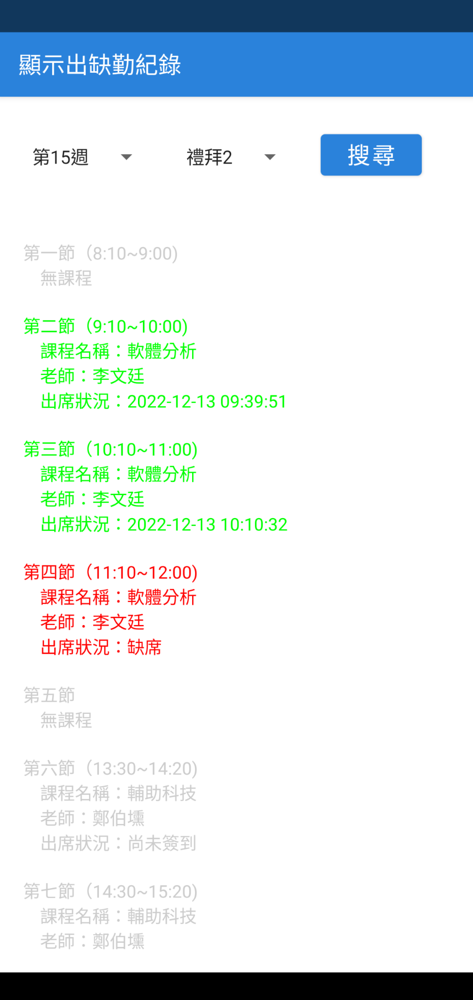 顯示出缺勤紀錄
第15週 禮拜2 搜尋
第一節（8:10~9:00)
無課程
第二節（9:10~10:00)
課程名稱：軟體分析
老師：李文廷
出席狀況：2022-12-13 09:39:51
第三節（10:10~11:00)
課程名稱：軟體分析
老師：李文廷
出席狀況：2022-12-13 10:10:32
第四節（11:10~12:00)
課程名稱：軟體分析
老師：李文廷
出席狀況：缺席
第五節
無課程
第六節（13:30~14:20)
課程名稱：輔助科技
老師：鄭伯壎
出席狀況：尚未簽到
第七節（14:30~15:20)
課程名稱：輔助科技
老師：鄭伯壎